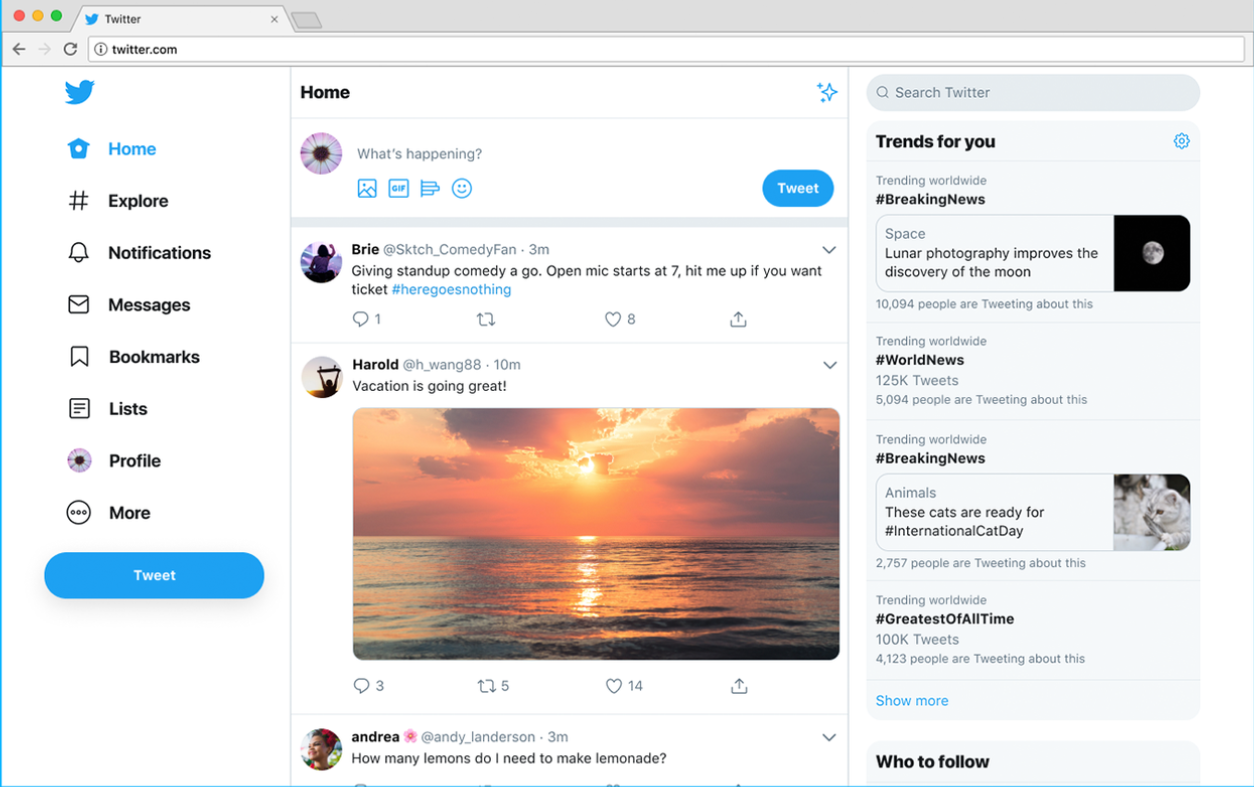 Twitter
twitter.com
Home
Explore
Notifications
Messages
Bookmarks
Lists
Profile
More
Tweet
Home
What's happening?
GIF
Tweet
Brie @Sktch_ComedyFan · 3m
Giving standup comedy a go. Open mic starts at 7, hit me up if you want
ticket #heregoesnothing
1
8
Harold @h_wang88 · 10m
Vacation is going great!
3
5
14
andrea 🌸 @andy_landerson · 3m
How many lemons do I need to make lemonade?
Search Twitter
Trends for you
Trending worldwide
#BreakingNews
Space
Lunar photography improves the
discovery of the moon
10,094 people are Tweeting about this
Trending worldwide
#WorldNews
125K Tweets
5,094 people are Tweeting about this
Trending worldwide
#BreakingNews
Animals
These cats are ready for
#InternationalCatDay
2,757 people are Tweeting about this
Trending worldwide
#GreatestOfAllTime
100K Tweets
4,123 people are Tweeting about this
Show more
Who to follow